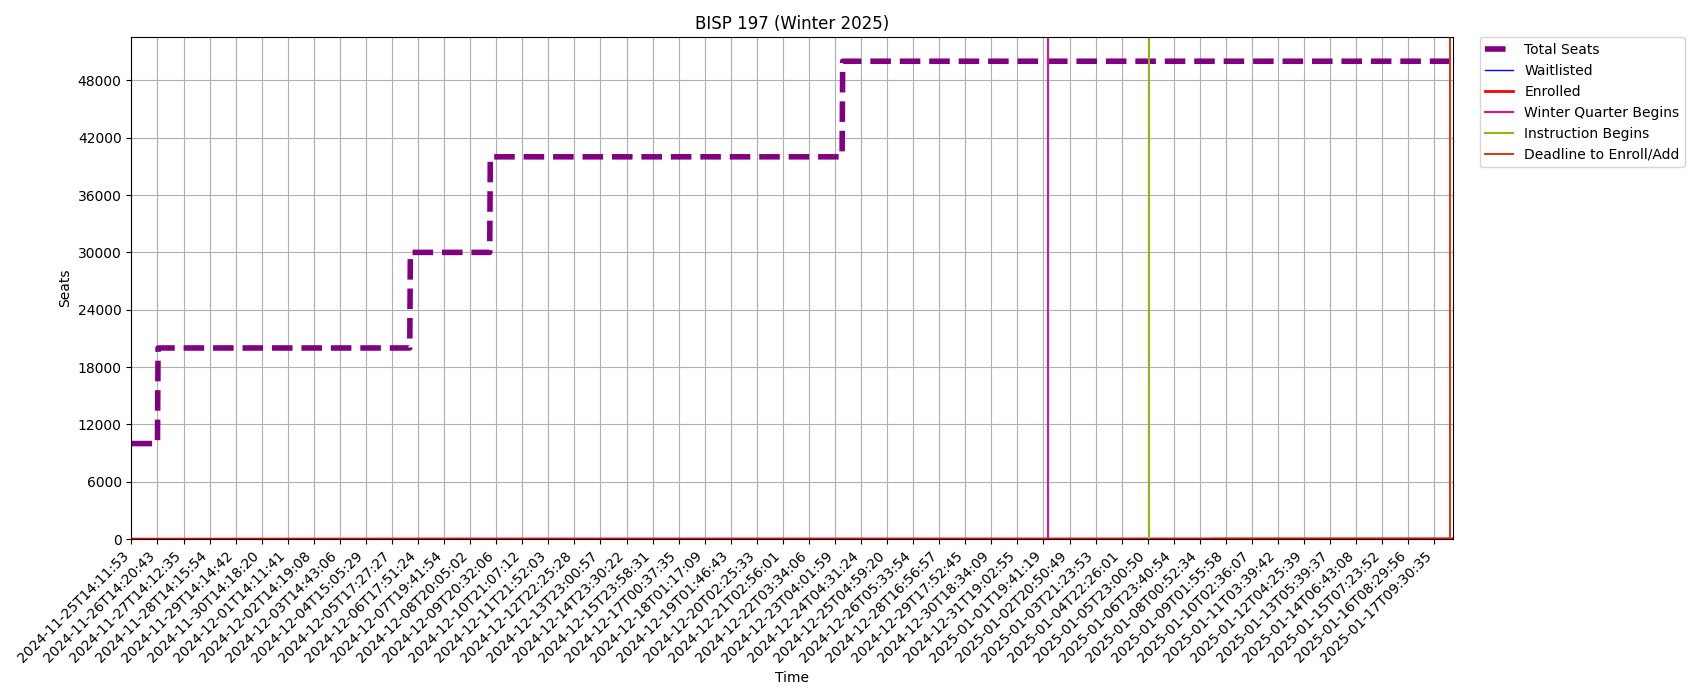 BISP 197 (Winter 2025)
Total Seats
Waitlisted
Enrolled
Winter Quarter Begins
Instruction Begins
Deadline to Enroll/Add
48000
42000
36000
30000
24000
18000
12000
6000
0
Seats
2024-11-25T14:11:53
2024-11-26T14:20:43
2024-11-27T14:12:35
2024-11-28T14:15:54
2024-11-29T14:14:42
2024-11-30T14:18:20
2024-12-01T14:11:41
2024-12-02T14:19:08
2024-12-03T14:43:06
2024-12-04T15:05:29
2024-12-05T17:27:27
2024-12-06T17:51:24
2024-12-07T19:41:54
2024-12-08T20:05:02
2024-12-09T20:32:06
2024-12-10T21:07:12
2024-12-11T21:52:03
2024-12-12T22:25:28
2024-12-13T23:00:57
2024-12-14T23:30:22
2024-12-15T23:58:31
2024-12-17T00:37:35
2024-12-18T01:17:09
2024-12-19T01:46:43
2024-12-20T02:25:33
2024-12-21T02:56:01
2024-12-22T03:34:06
2024-12-23T04:01:59
2024-12-24T04:31:24
2024-12-25T04:59:20
2024-12-26T05:33:54
2024-12-28T16:56:57
2024-12-29T17:52:45
2024-12-30T18:34:09
2024-12-31T19:02:55
2025-01-01T19:41:19
2025-01-02T20:50:49
2025-01-03T21:23:53
2025-01-04T22:26:01
2025-01-05T23:00:50
2025-01-06T23:40:54
2025-01-08T00:52:34
2025-01-09T01:55:58
2025-01-10T02:36:07
2025-01-11T03:39:42
2025-01-12T04:25:39
2025-01-13T05:39:37
2025-01-14T06:43:08
2025-01-15T07:23:52
2025-01-16T08:29:56
2025-01-17T09:30:35
Time